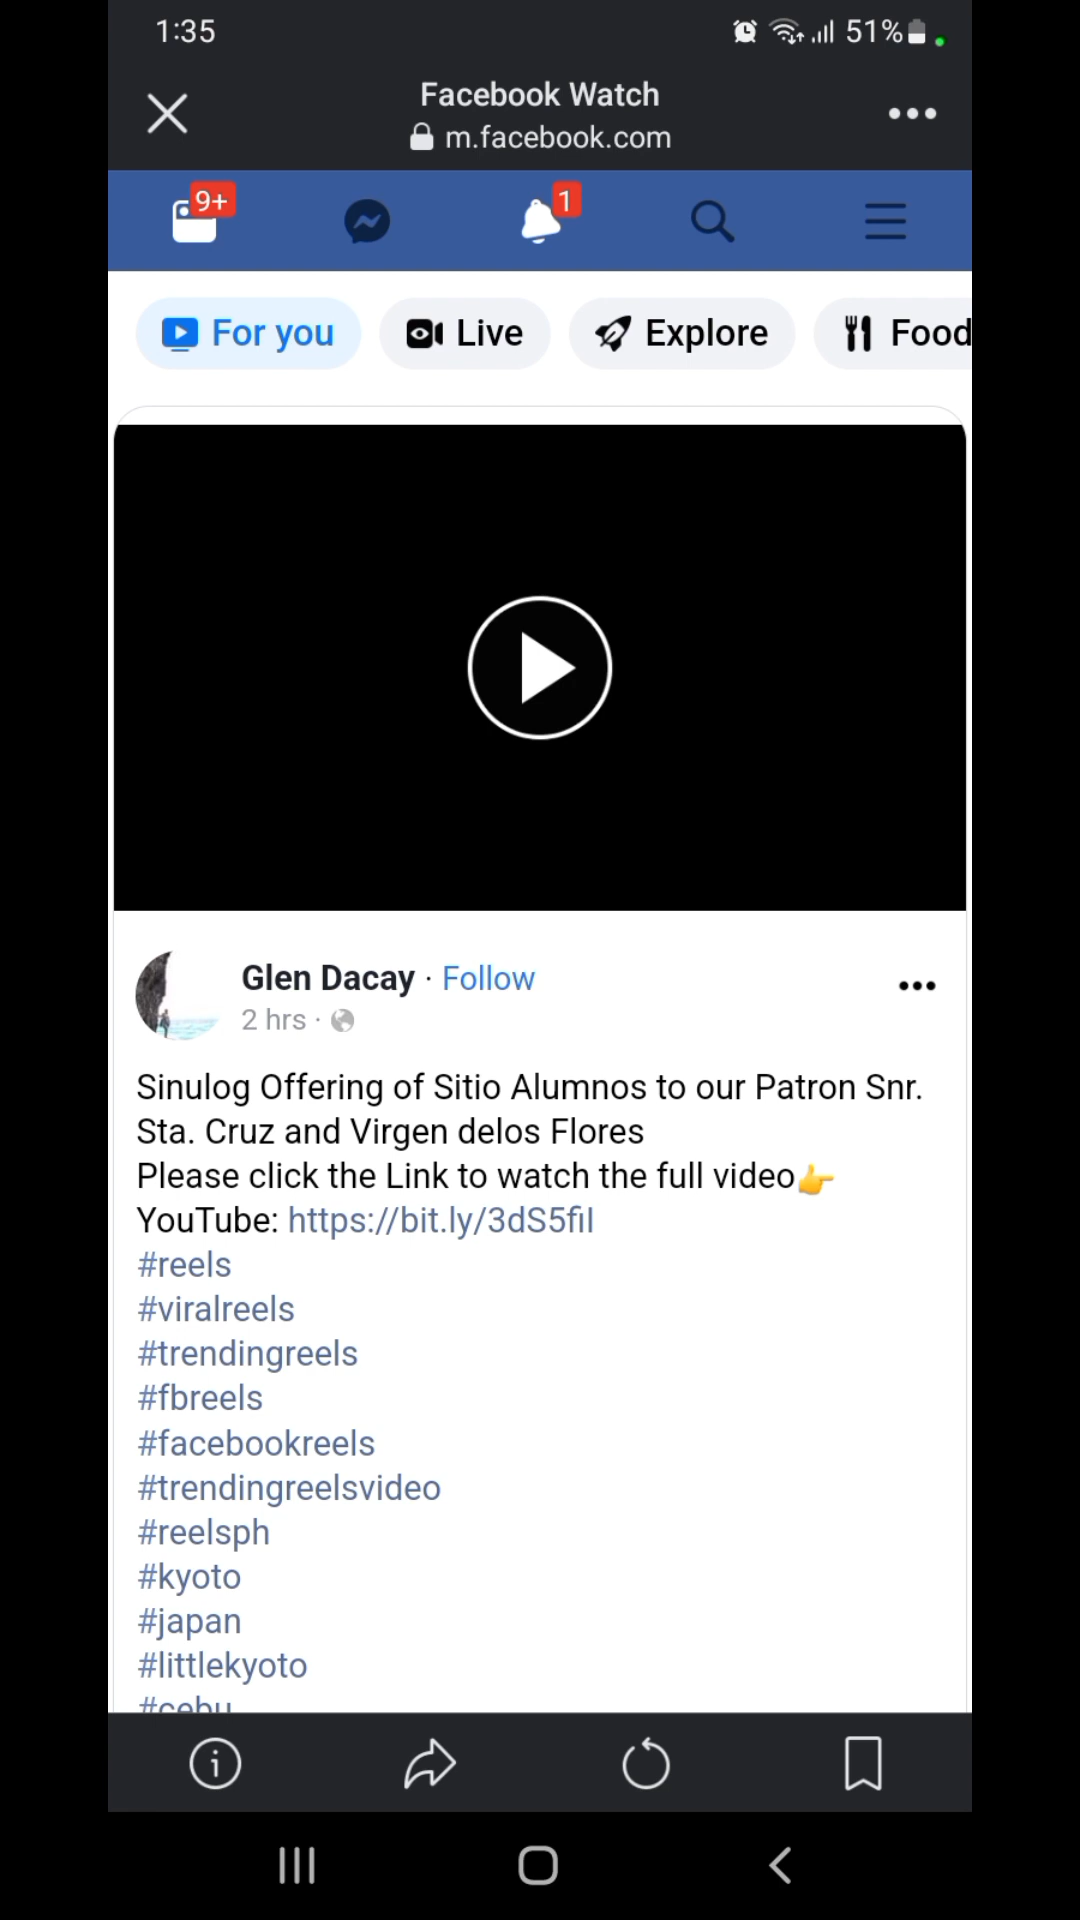 1:35
51%
Facebook Watch
m.facebook.com
9+
1
For you
Live
Explore
Food
Glen Dacay · Follow
2 hrs ·
Sinulog Offering of Sitio Alumnos to our Patron Snr.
Sta. Cruz and Virgen delos Flores
Please click the Link to watch the full video👉
YouTube: https://bit.ly/3dS5fiI
#reels
#viralreels
#trendingreels
#fbreels
#facebookreels
#trendingreelsvideo
#reelsph
#kyoto
#japan
#littlekyoto
#cebu